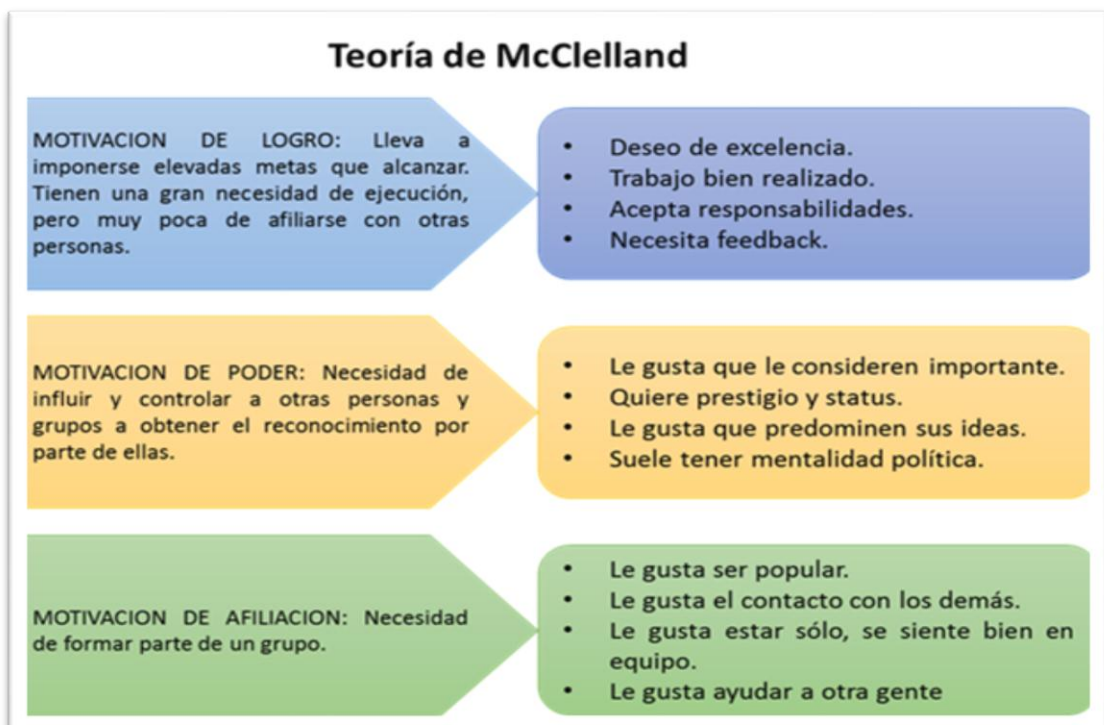 Teoría de McClelland
MOTIVACION DE LOGRO: Lleva a
imponerse elevadas metas que alcanzar.
Tienen una gran necesidad de ejecución,
pero muy poca de afiliarse con otras
personas.
• Deseo de excelencia.
• Trabajo bien realizado.
• Acepta responsabilidades.
• Necesita feedback.
MOTIVACION DE PODER: Necesidad de
influir y controlar a otras personas y
grupos a obtener el reconocimiento por
parte de ellas.
• Le gusta que le consideren importante.
• Quiere prestigio y status.
• Le gusta que predominen sus ideas.
• Suele tener mentalidad política.
MOTIVACION DE AFILIACION: Necesidad
de formar parte de un grupo.
• Le gusta ser popular.
• Le gusta el contacto con los demás.
• Le gusta estar sólo, se siente bien en
equipo.
• Le gusta ayudar a otra gente